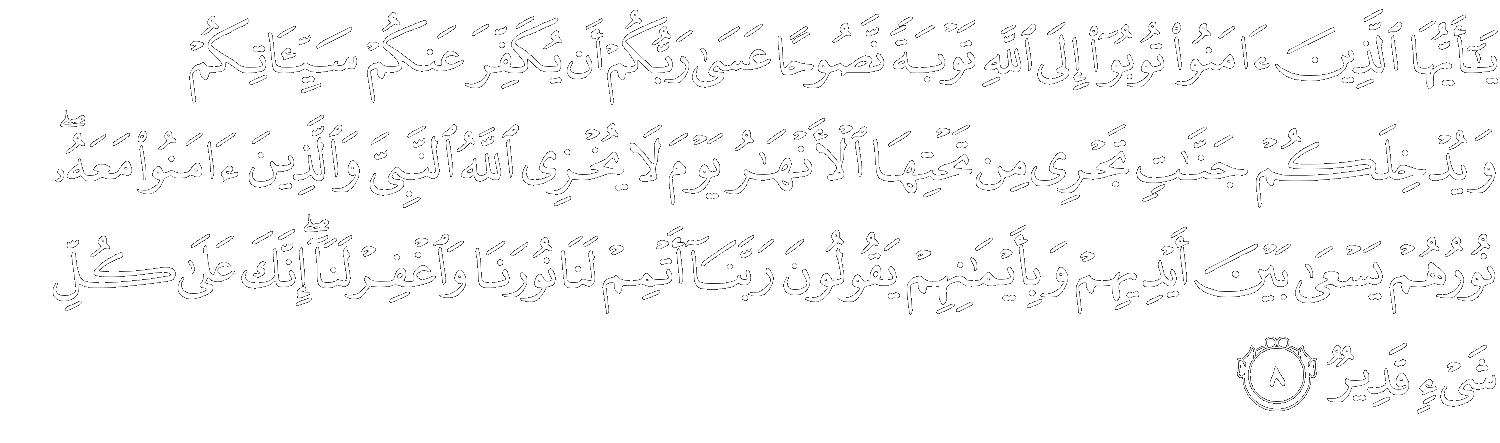 يَـٰٓأَيُّهَا ٱلَّذِينَ ءَامَنُوا۟ تُوبُوٓا۟ إِلَى ٱللَّهِ تَوْبَةً نَّصُوحًا عَسَىٰ رَبُّكُمْ أَن يُكَفِّرَ عَنكُمْ سَيِّـَٔاتِكُمْ
وَيُدْخِلَكُمْ جَنَّـٰتٍ تَجْرِى مِن تَحْتِهَا ٱلْأَنْهَـٰرُ يَوْمَ لَا يُخْزِى ٱللَّهُ ٱلنَّبِىَّ وَٱلَّذِينَ ءَامَنُوا۟ مَعَهُۥ ۖ
نُورُهُمْ يَسْعَىٰ بَيْنَ أَيْدِيهِمْ وَبِأَيْمَـٰنِهِمْ يَقُولُونَ رَبَّنَآ أَتْمِمْ لَنَا نُورَنَا وَٱغْفِرْ لَنَآ ۖ إِنَّكَ عَلَىٰ كُلِّ
شَىْءٍ قَدِيرٌ ٨